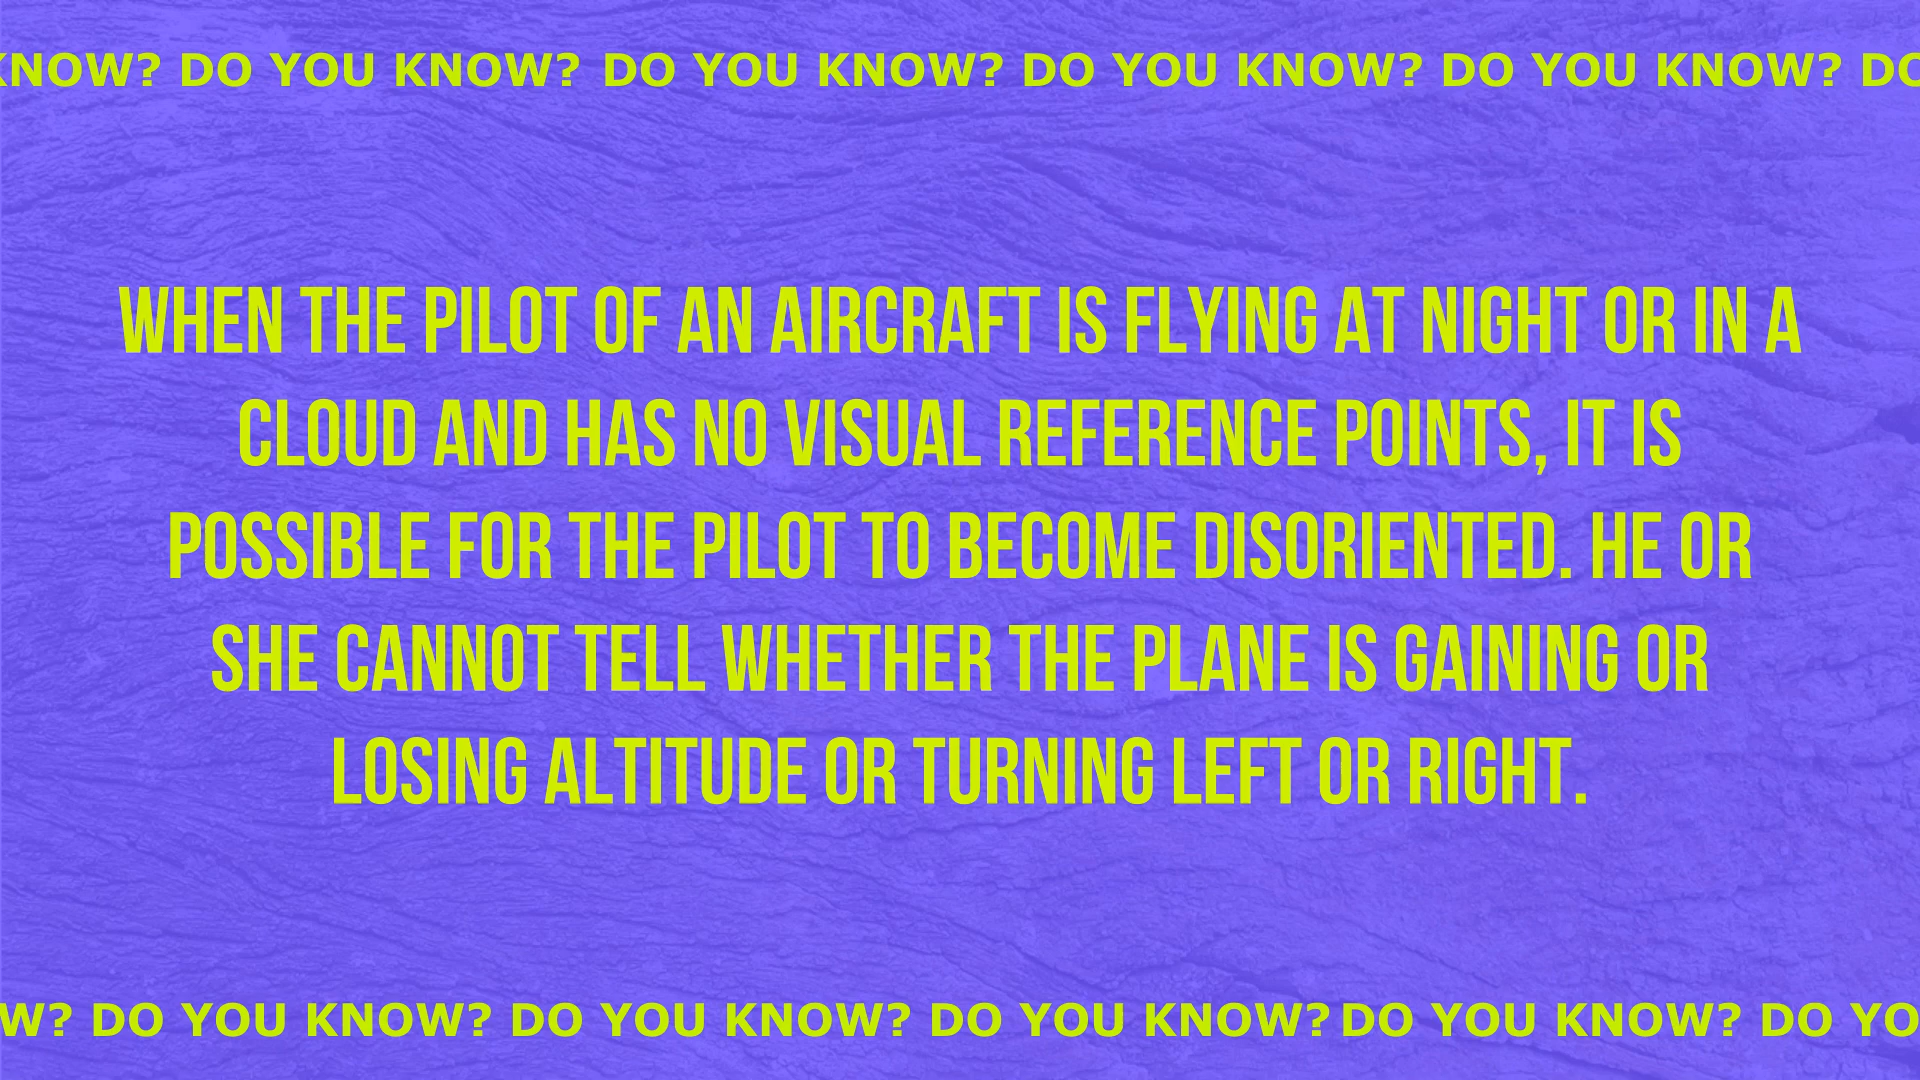 KNOW? DO YOU KNOW? DO YOU KNOW? DO YOU KNOW? DO YOU KNOW? DO
WHEN THE PILOT OF AN AIRCRAFT IS FLYING AT NIGHT OR IN A
CLOUD AND HAS NO VISUAL REFERENCE POINTS, IT IS
POSSIBLE FOR THE PILOT TO BECOME DISORIENTED. HE OR
SHE CANNOT TELL WHETHER THE PLANE IS GAINING OR
LOSING ALTITUDE OR TURNING LEFT OR RIGHT.
W? DO YOU KNOW? DO YOU KNOW? DO YOU KNOW? DO YOU KNOW? DO YO